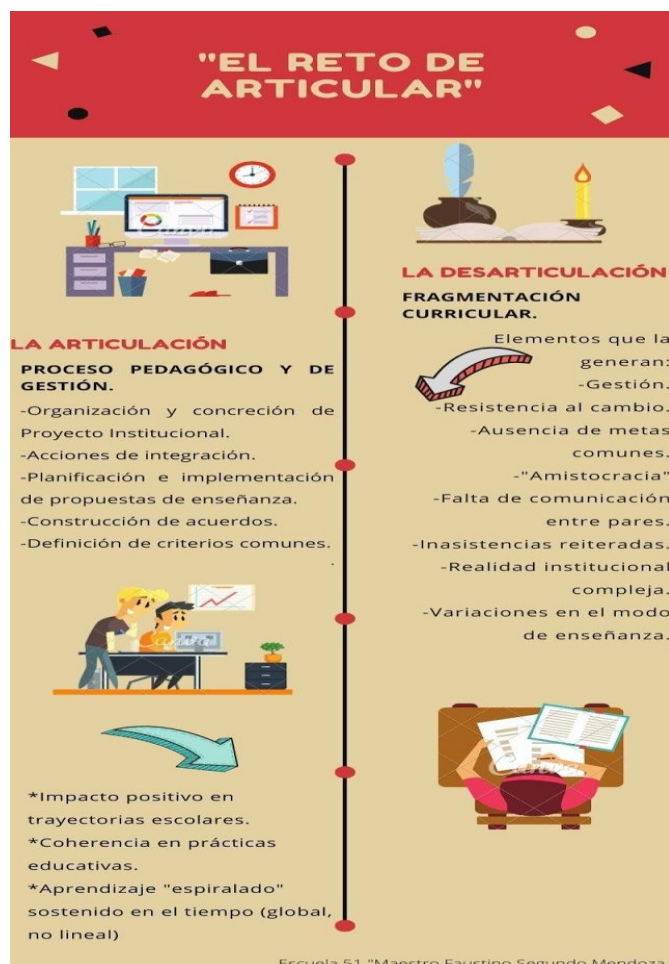 "EL RETO DE
ARTICULAR"
LA ARTICULACIÓN
PROCESO PEDAGÓGICO Y DE
GESTIÓN.
-Organización y concreción de
Proyecto Institucional.
-Acciones de integración.
-Planificación e implementación
de propuestas de enseñanza.
-Construcción de acuerdos.
-Definición de criterios comunes.
.
*Impacto positivo en
trayectorias escolares.
*Coherencia en prácticas
educativas.
*Aprendizaje "espiralado"
sostenido en el tiempo (global,
no lineal)
LA DESARTICULACIÓN
FRAGMENTACIÓN
CURRICULAR.
Elementos que la
generan:
-Gestión.
-Resistencia al cambio.
-Ausencia de metas
comunes.
-"Amistocracia"
-Falta de comunicación
entre pares.
-Inasistencias reiteradas.
-Realidad institucional
compleja.
-Variaciones en el modo
de enseñanza.
Escuela 51 "Maestro Faustino Segundo Mendoza